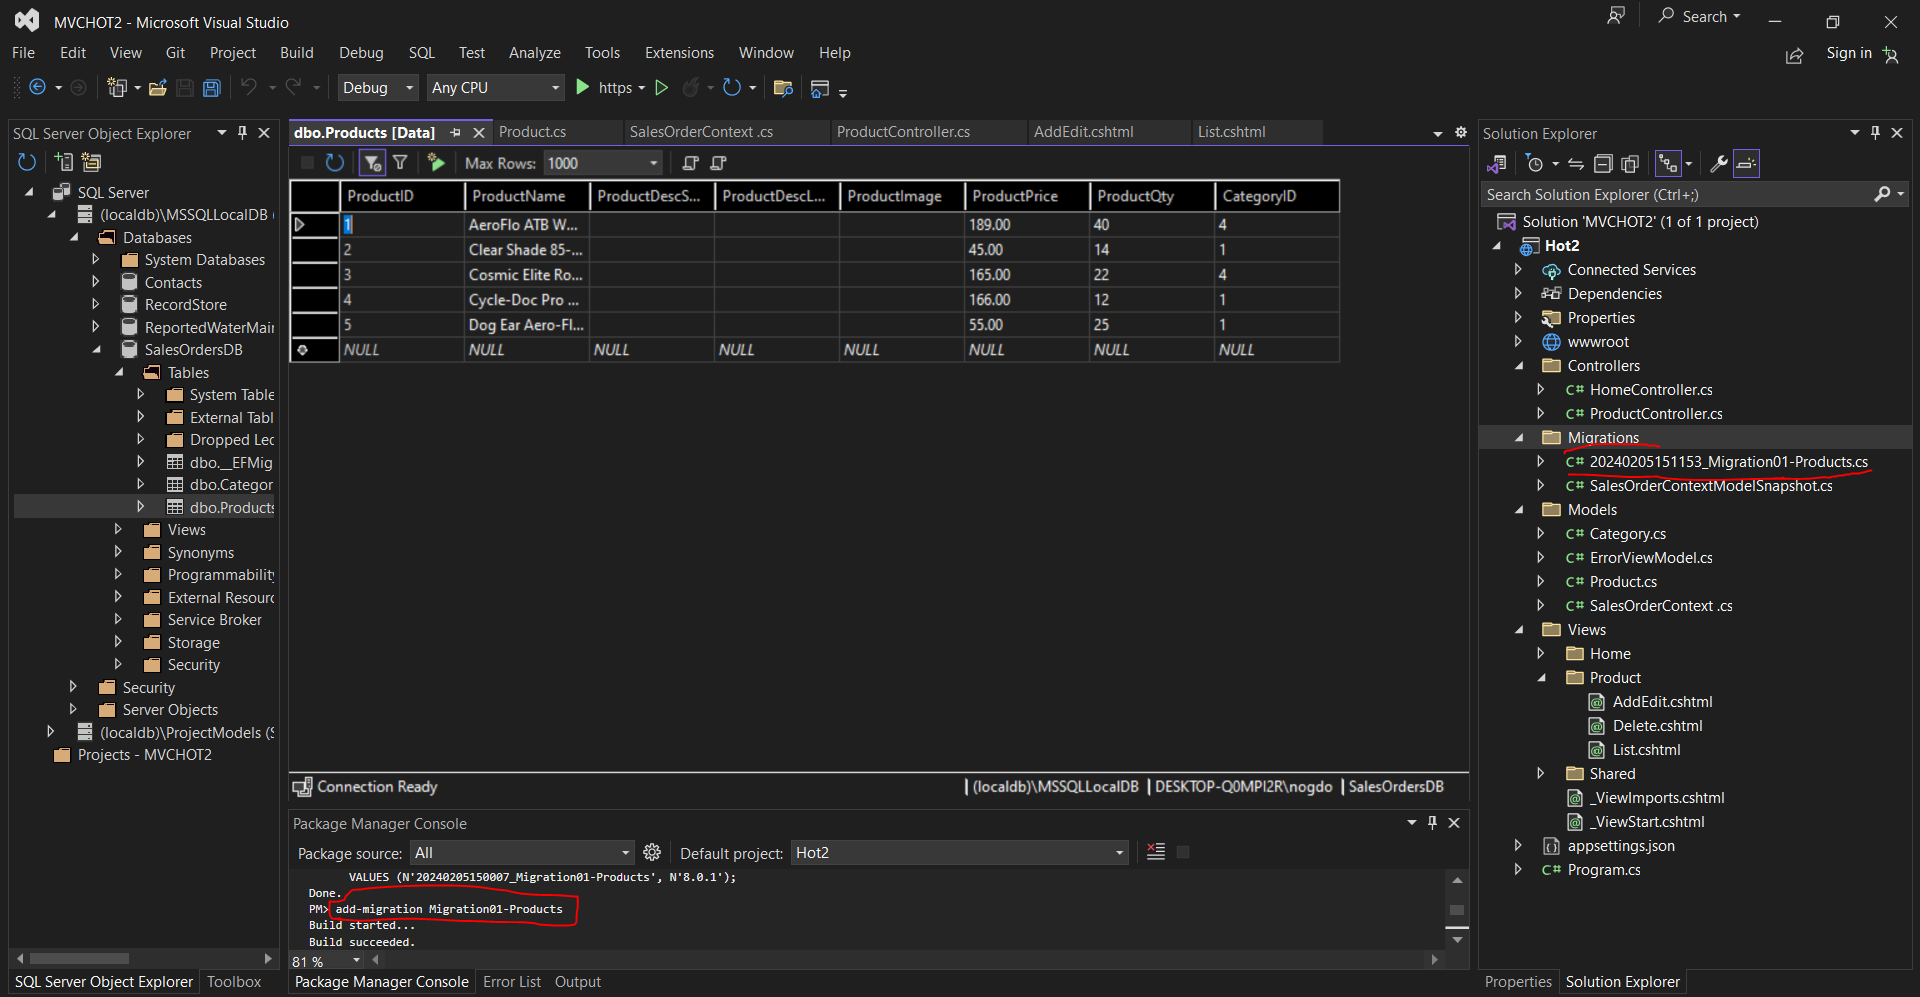 MVCHOT2 - Microsoft Visual Studio
Search
File Edit View Git Project Build Debug SQL Test Analyze Tools Extensions Window Help
Sign in
Debug Any CPU https
SQL Server Object Explorer
SQL Server
(localdb)\MSSQLLocalDB (
Databases
System Databases
Contacts
RecordStore
ReportedWaterMair
SalesOrdersDB
Tables
System Table
External Tabl
Dropped Lec
dbo.__EFMig
dbo.Categor
dbo.Products
Views
Synonyms
Programmability
External Resourc
Service Broker
Storage
Security
Security
Server Objects
(localdb)\ProjectModels (S
Projects - MVCHOT2
SQL Server Object Explorer Toolbox
dbo.Products [Data] Product.cs SalesOrderContext .cs ProductController.cs AddEdit.cshtml List.cshtml
Max Rows: 1000
ProductID ProductName ProductDescS... ProductDescL... ProductImage ProductPrice ProductQty CategoryID
1 AeroFlo ATB W... 189.00 40 4
2 Clear Shade 85-... 45.00 14 1
3 Cosmic Elite Ro... 165.00 22 4
4 Cycle-Doc Pro ... 166.00 12 1
5 Dog Ear Aero-Fl... 55.00 25 1
NULL NULL NULL NULL NULL NULL NULL NULL
Connection Ready (localdb)\MSSQLLocalDB DESKTOP-Q0MPI2R\nogdo SalesOrdersDB
Package Manager Console
Package source: All Default project: Hot2
VALUES (N'20240205150007_Migration01-Products', N'8.0.1');
Done.
PM> add-migration Migration01-Products
Build started...
Build succeeded.
81 %
Package Manager Console Error List Output
Solution Explorer
Search Solution Explorer (Ctrl+;)
Solution 'MVCHOT2' (1 of 1 project)
Hot2
Connected Services
Dependencies
Properties
wwwroot
Controllers
C# HomeController.cs
C# ProductController.cs
Migrations
C# 20240205151153_Migration01-Products.cs
C# SalesOrderContextModelSnapshot.cs
Models
C# Category.cs
C# ErrorViewModel.cs
C# Product.cs
C# SalesOrderContext .cs
Views
Home
Product
AddEdit.cshtml
Delete.cshtml
List.cshtml
Shared
_ViewImports.cshtml
_ViewStart.cshtml
appsettings.json
C# Program.cs
Properties Solution Explorer